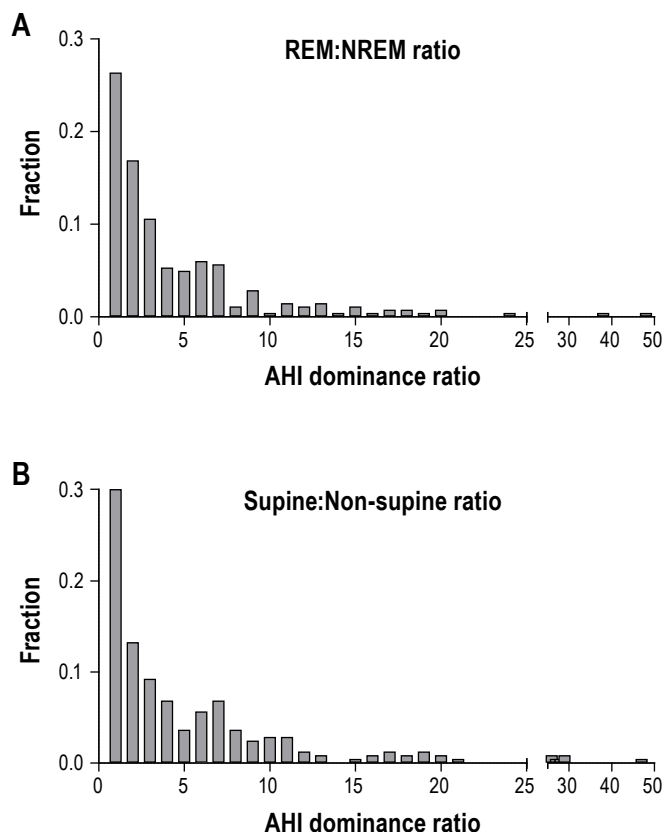 A
REM:NREM ratio
0.3
0.2
0.1
0.0
Fraction
0 5 10 15 20 25 30 40 50
AHI dominance ratio
B
Supine:Non-supine ratio
0.3
0.2
0.1
0.0
Fraction
0 5 10 15 20 25 30 40 50
AHI dominance ratio